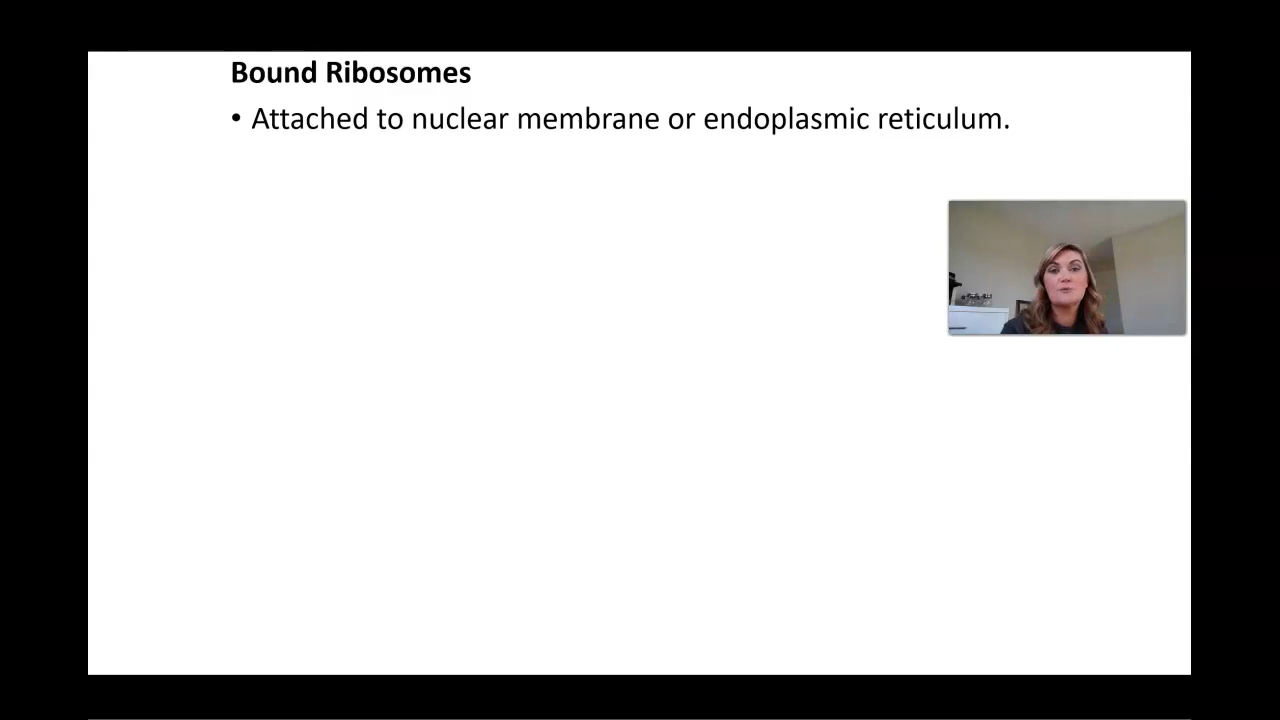 Bound Ribosomes
• Attached to nuclear membrane or endoplasmic reticulum.